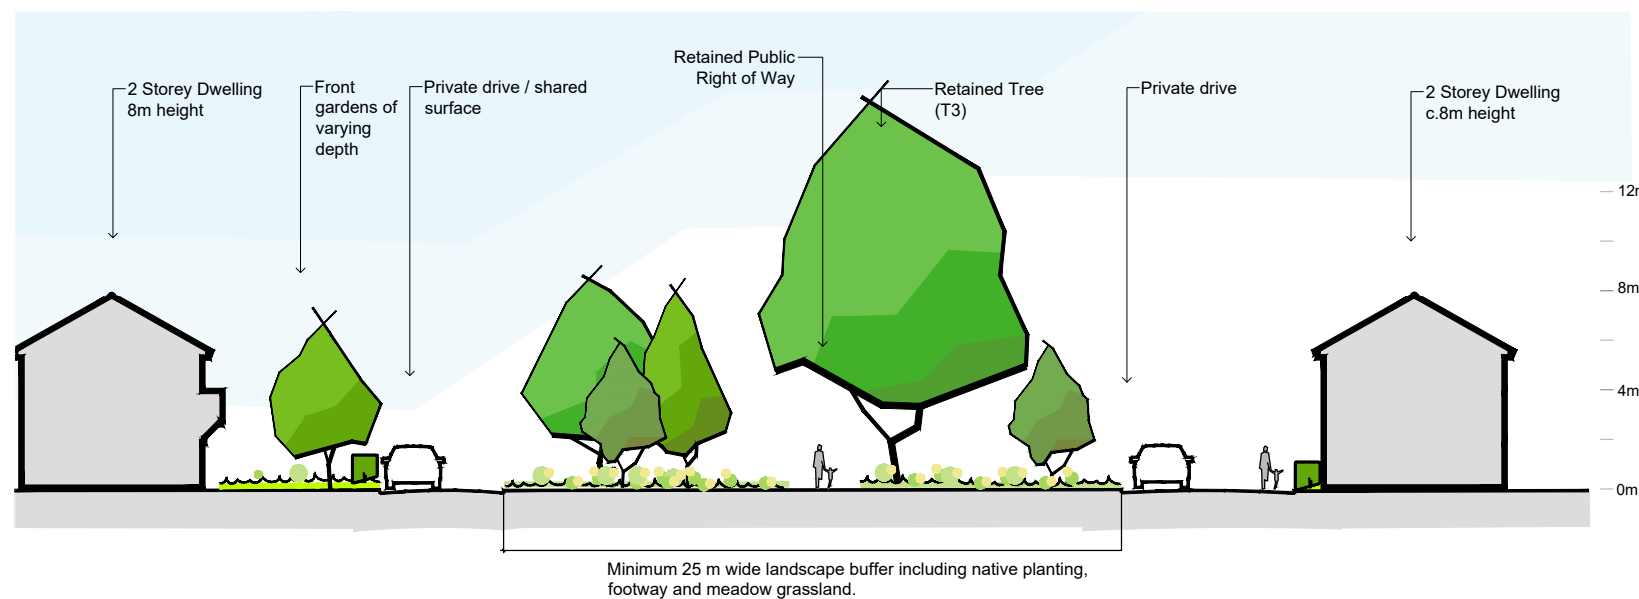 2 Storey Dwelling
8m height
Front
gardens of
varying
depth
Private drive / shared
surface
Retained Public
Right of Way
Retained Tree
(T3)
Private drive
2 Storey Dwelling
c.8m height
12m
8m
4m
0m
Minimum 25 m wide landscape buffer including native planting,
footway and meadow grassland.